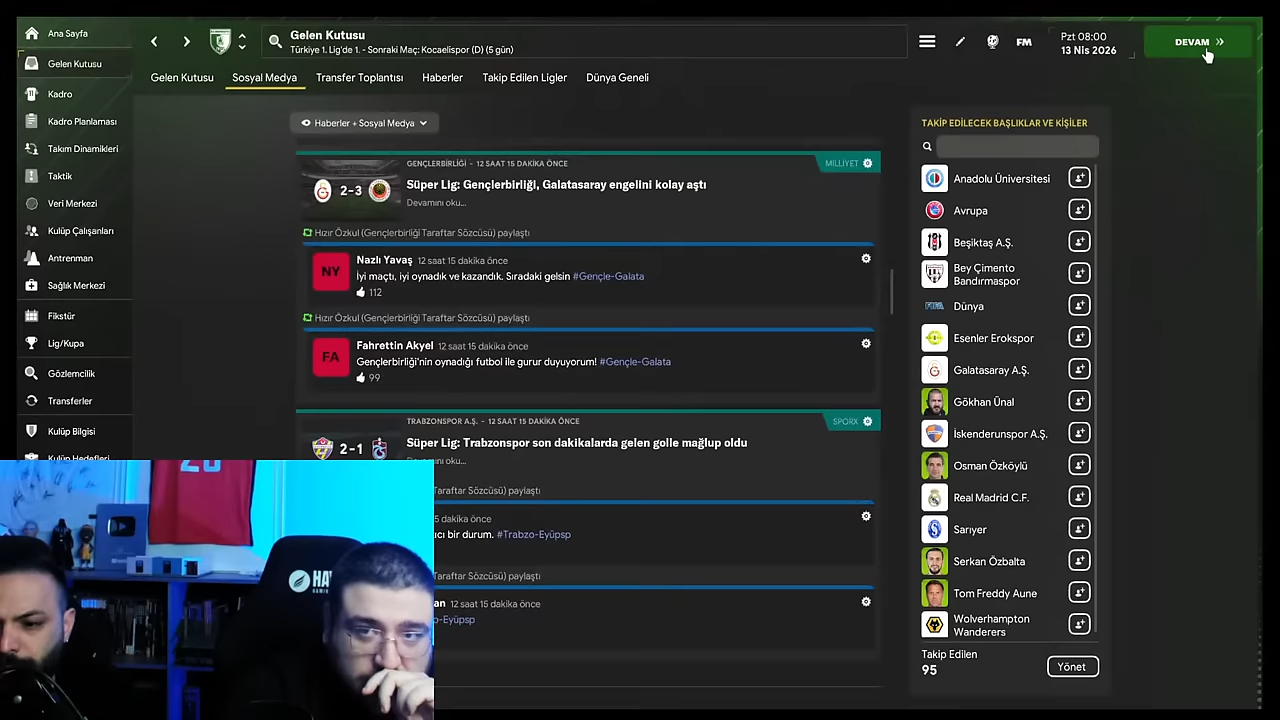 Ana Sayfa
Gelen Kutusu
Kadro
Kadro Planlaması
Takım Dinamikleri
Taktik
Veri Merkezi
Kulüp Çalışanları
Antrenman
Sağlık Merkezi
Fikstür
Lig/Kupa
Gözlemcilik
Transferler
Kulüp Bilgisi
Kulüp Hedefleri
Gelen Kutusu
Türkiye 1. Lig'de 1. - Sonraki Maç: Kocaelispor (D) (5 gün)
FM
Pzt 08:00
13 Nis 2026
DEVAM
Gelen Kutusu
Sosyal Medya
Transfer Toplantısı
Haberler
Takip Edilen Ligler
Dünya Geneli
Haberler + Sosyal Medya
GENÇLERBİRLİĞİ - 12 SAAT 15 DAKİKA ÖNCE
MİLLİYET
2-3
Süper Lig: Gençlerbirliği, Galatasaray engelini kolay aştı
Devamını oku...
Hızır Özkul (Gençlerbirliği Taraftar Sözcüsü) paylaştı
NY
Nazlı Yavaş 12 saat 15 dakika önce
İyi maçtı, iyi oynadık ve kazandık. Sıradaki gelsin #Gençle-Galata
112
Hızır Özkul (Gençlerbirliği Taraftar Sözcüsü) paylaştı
FA
Fahrettin Akyel 12 saat 15 dakika önce
Gençlerbirliği'nin oynadığı futbol ile gurur duyuyorum! #Gençle-Galata
99
TRABZONSPOR A.Ş. - 12 SAAT 15 DAKİKA ÖNCE
SPORX
2-1
Süper Lig: Trabzonspor son dakikalarda gelen golle mağlup oldu
Devamını oku...
Taraftar Sözcüsü) paylaştı
5 dakika önce
ıcı bir durum. #Trabzo-Eyüpsp
Taraftar Sözcüsü) paylaştı
an 12 saat 15 dakika önce
o-Eyüpsp
TAKİP EDİLECEK BAŞLIKLAR VE KİŞİLER
Anadolu Üniversitesi
Avrupa
Beşiktaş A.Ş.
Bey Çimento
Bandırmaspor
FIFA
Dünya
Esenler Erokspor
Galatasaray A.Ş.
Gökhan Ünal
İskenderunspor A.Ş.
Osman Özköylü
Real Madrid C.F.
Sarıyer
Serkan Özbalta
Tom Freddy Aune
Wolverhampton
Wanderers
Takip Edilen
95
Yönet